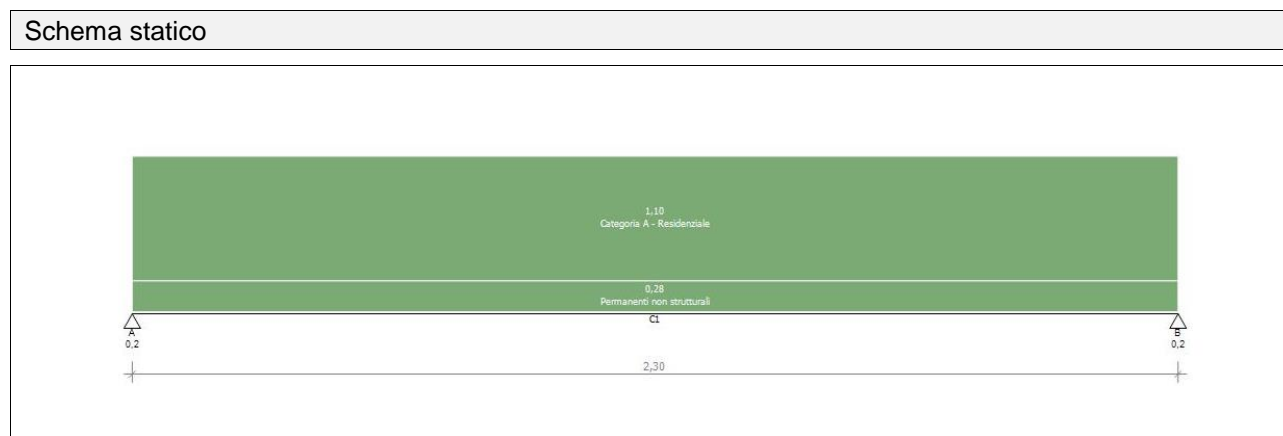 Schema statico
1,10
Categoria A - Residenziale
0,28
Permanenti non strutturali
C1
A
0,2
B
0,2
2,30